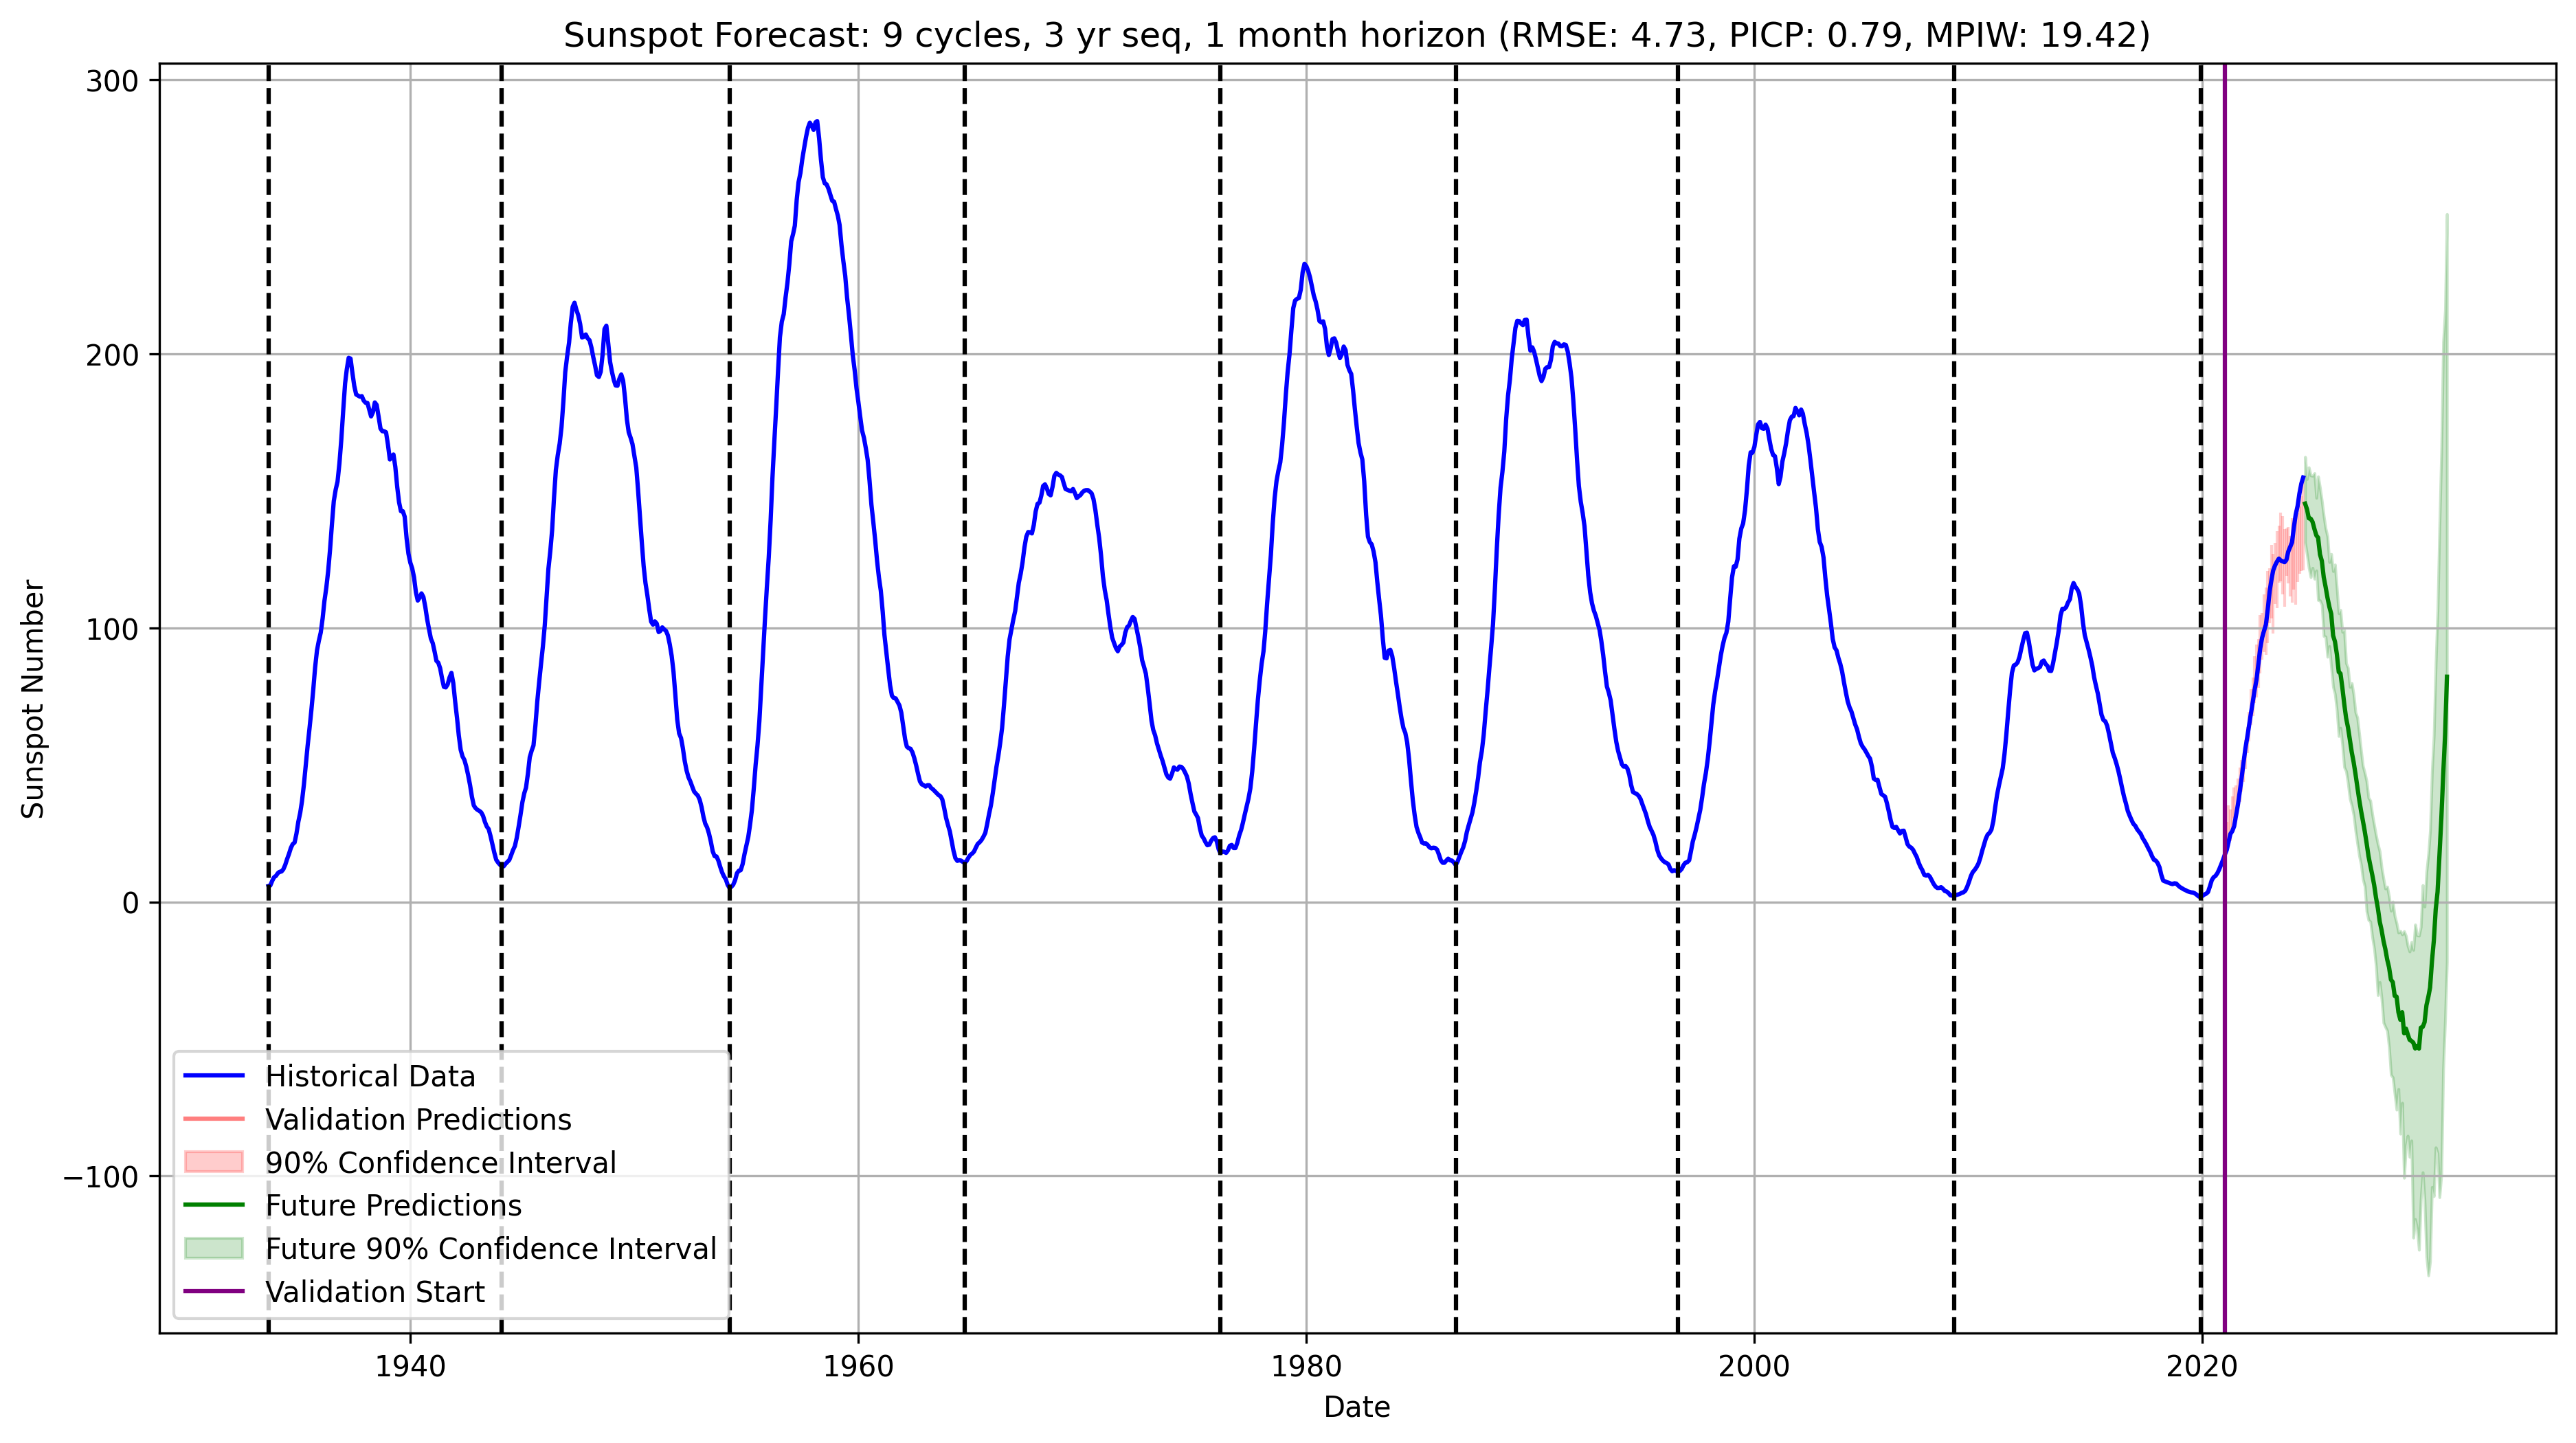 Sunspot Forecast: 9 cycles, 3 yr seq, 1 month horizon (RMSE: 4.73, PICP: 0.79, MPIW: 19.42)
300
200
100
0
−100
Sunspot Number
Historical Data
Validation Predictions
90% Confidence Interval
Future Predictions
Future 90% Confidence Interval
Validation Start
1940 1960 1980 2000 2020
Date